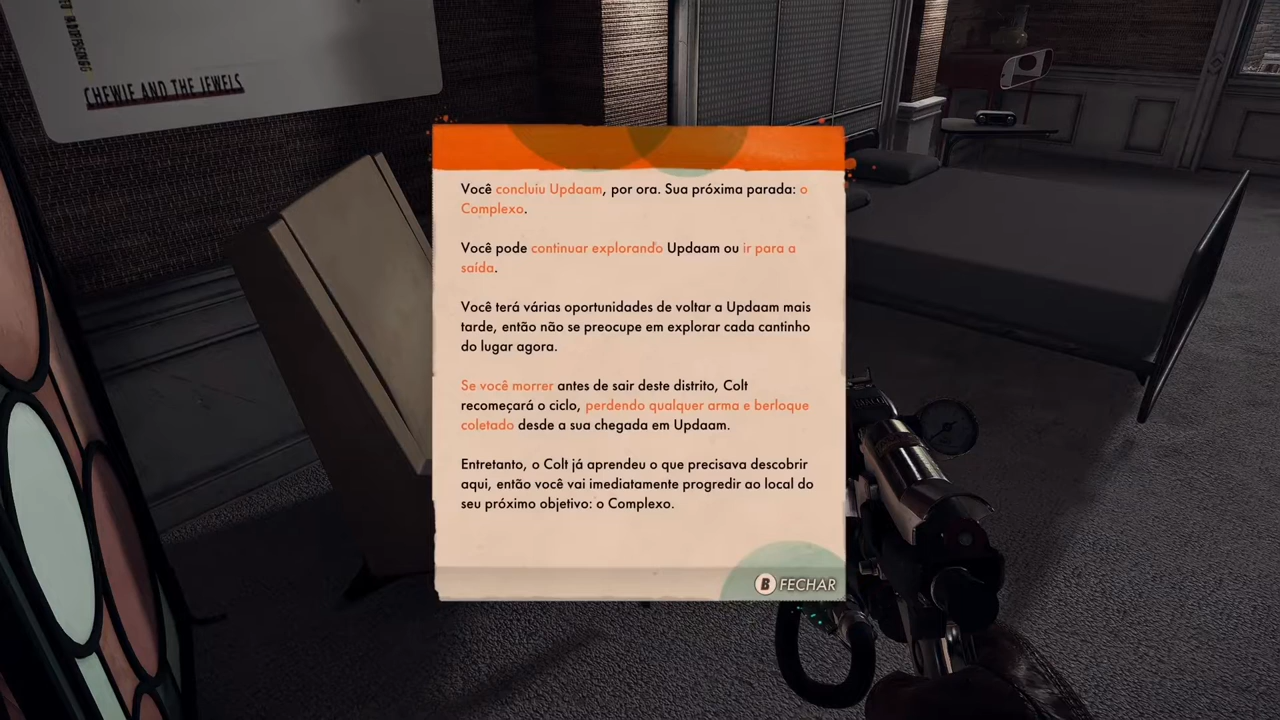 CHEWIE AND THE JEWELS
Você concluiu Updaam, por ora. Sua próxima parada: o
Complexo.
Você pode continuar explorando Updaam ou ir para a
saída.
Você terá várias oportunidades de voltar a Updaam mais
tarde, então não se preocupe em explorar cada cantinho
do lugar agora.
Se você morrer antes de sair deste distrito, Colt
recomeçará o ciclo, perdendo qualquer arma e berloque
coletado desde a sua chegada em Updaam.
Entretanto, o Colt já aprendeu o que precisava descobrir
aqui, então você vai imediatamente progredir ao local do
seu próximo objetivo: o Complexo.
B FECHAR